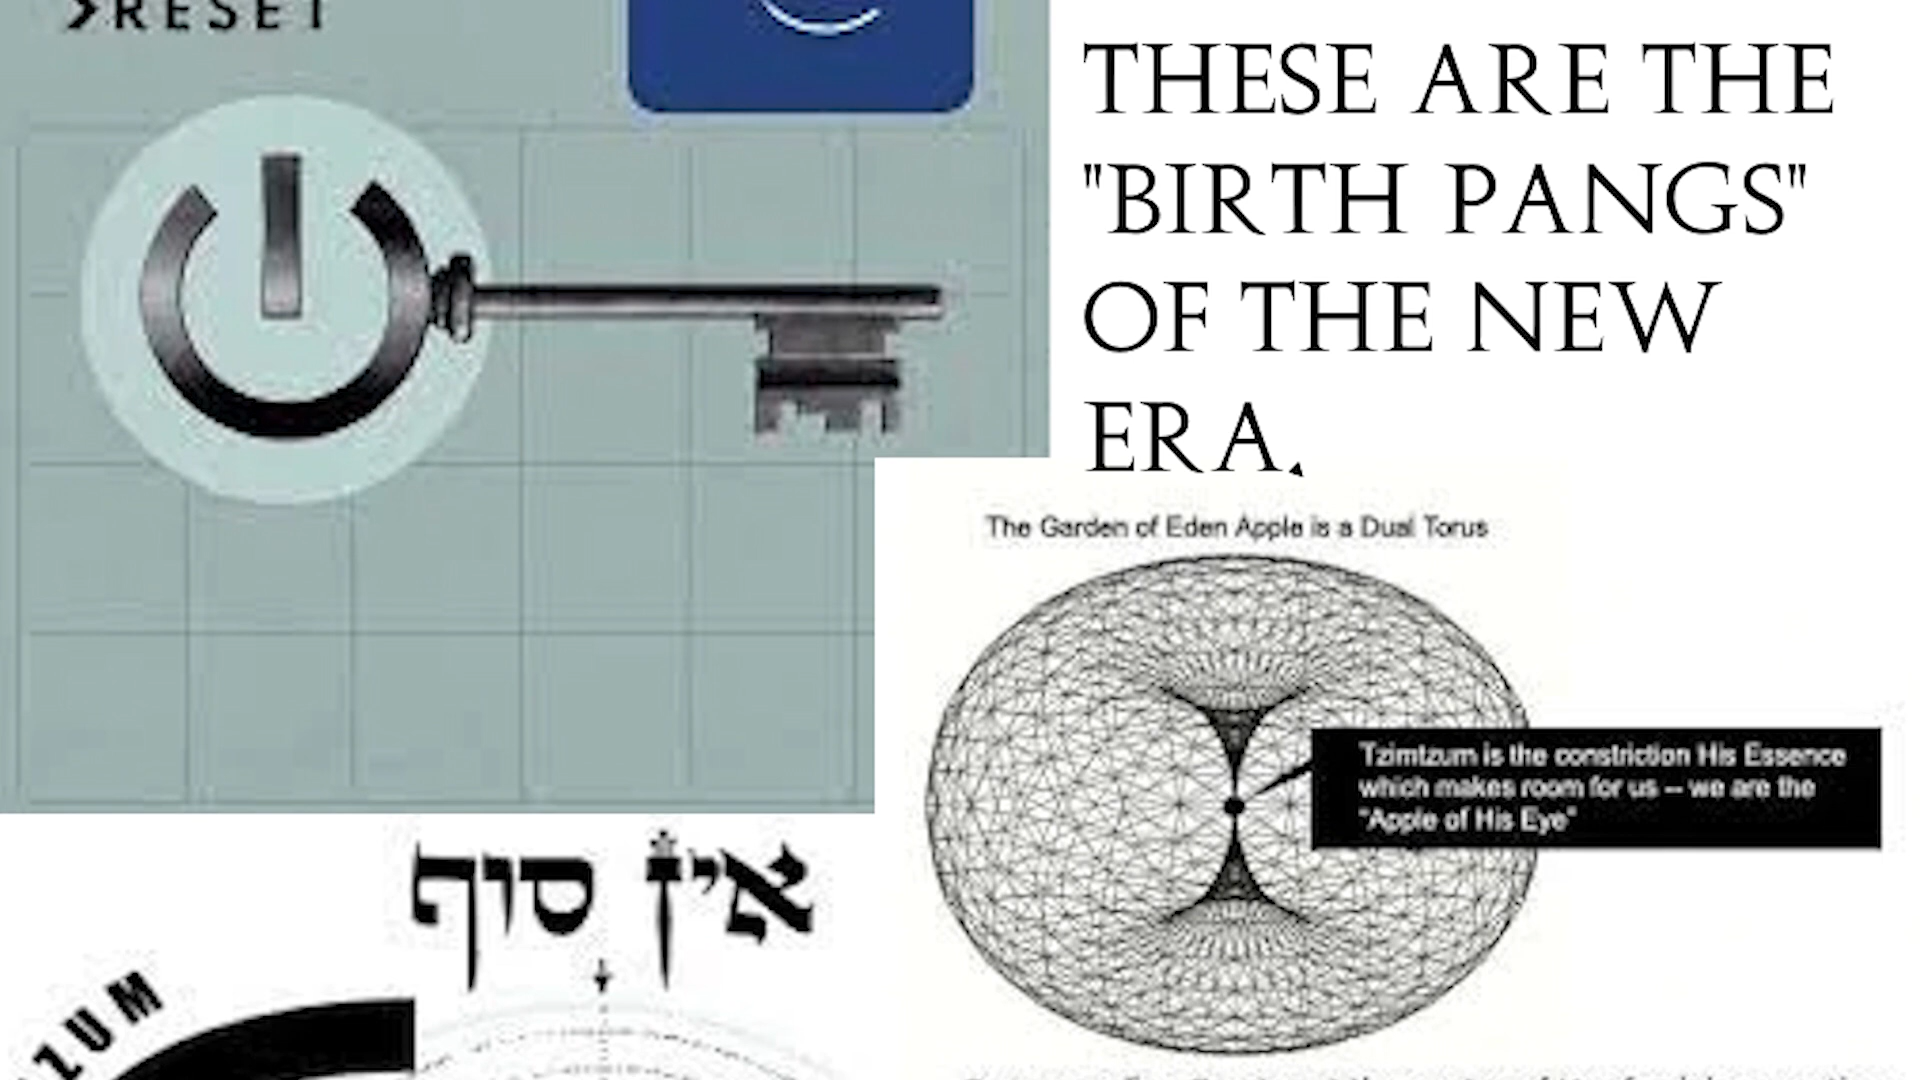 RESET
THESE ARE THE
"BIRTH PANGS"
OF THE NEW
ERA.
The Garden of Eden Apple is a Dual Torus
Tzimtzum is the constriction His Essence
which makes room for us -- we are the
"Apple of His Eye"
אין סוף
ZUM